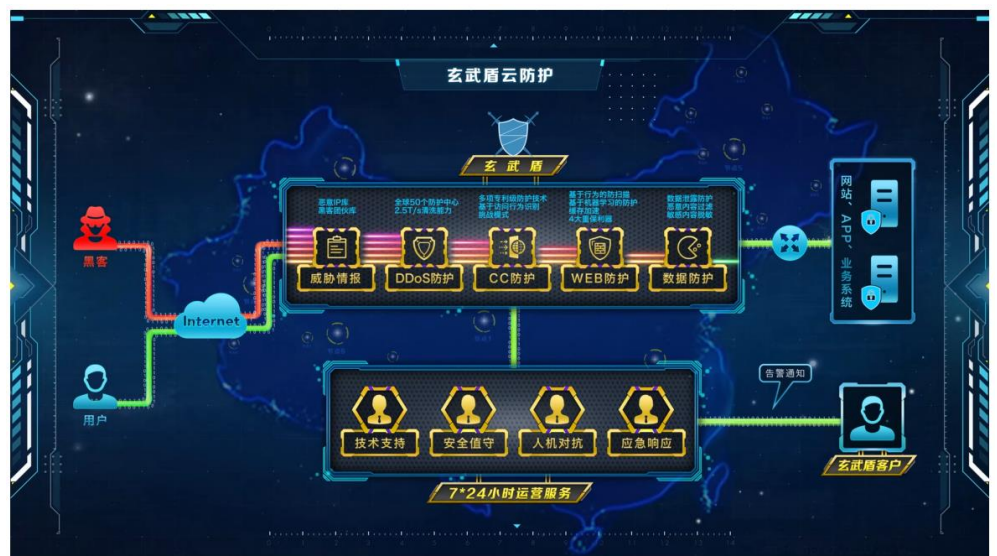 玄武盾云防护
玄武盾
恶意IP库
黑客团伙库
全球50个防护中心
2.5T/s清洗能力
多项专利级防护技术
基于访问行为识别
挑战模式
基于行为的防扫描
基于机器学习的防护
缓存加速
4大重保利器
数据泄露防护
恶意内容过滤
敏感内容脱敏
威胁情报
DDoS防护
CC防护
WEB防护
数据防护
黑客
Internet
用户
网站、APP、业务系统
技术支持
安全值守
人机对抗
应急响应
7*24小时运营服务
告警通知
玄武盾客户